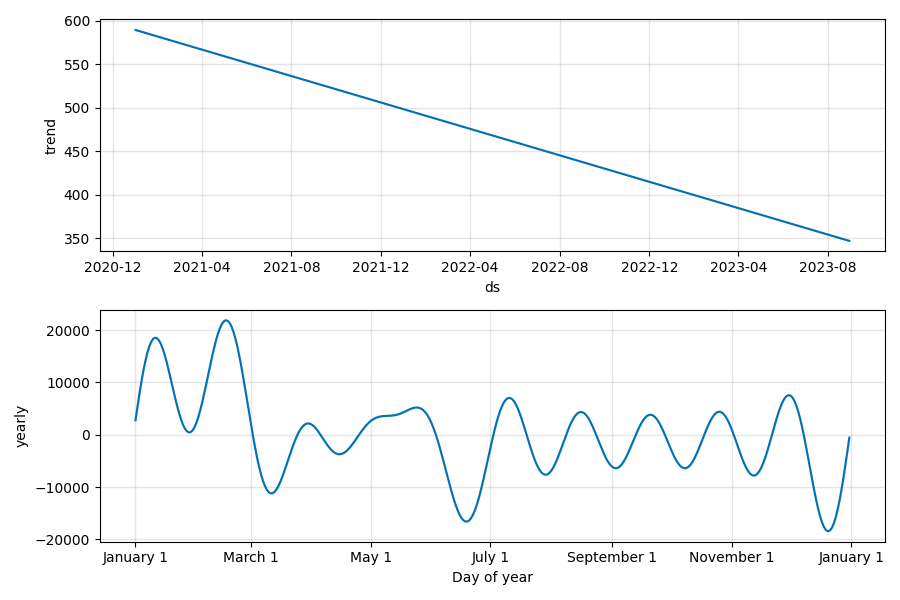 600
550
500
450
400
350
trend
2020-12 2021-04 2021-08 2021-12 2022-04 2022-08 2022-12 2023-04 2023-08
ds
20000
10000
0
−10000
−20000
yearly
January 1 March 1 May 1 July 1 September 1 November 1 January 1
Day of year